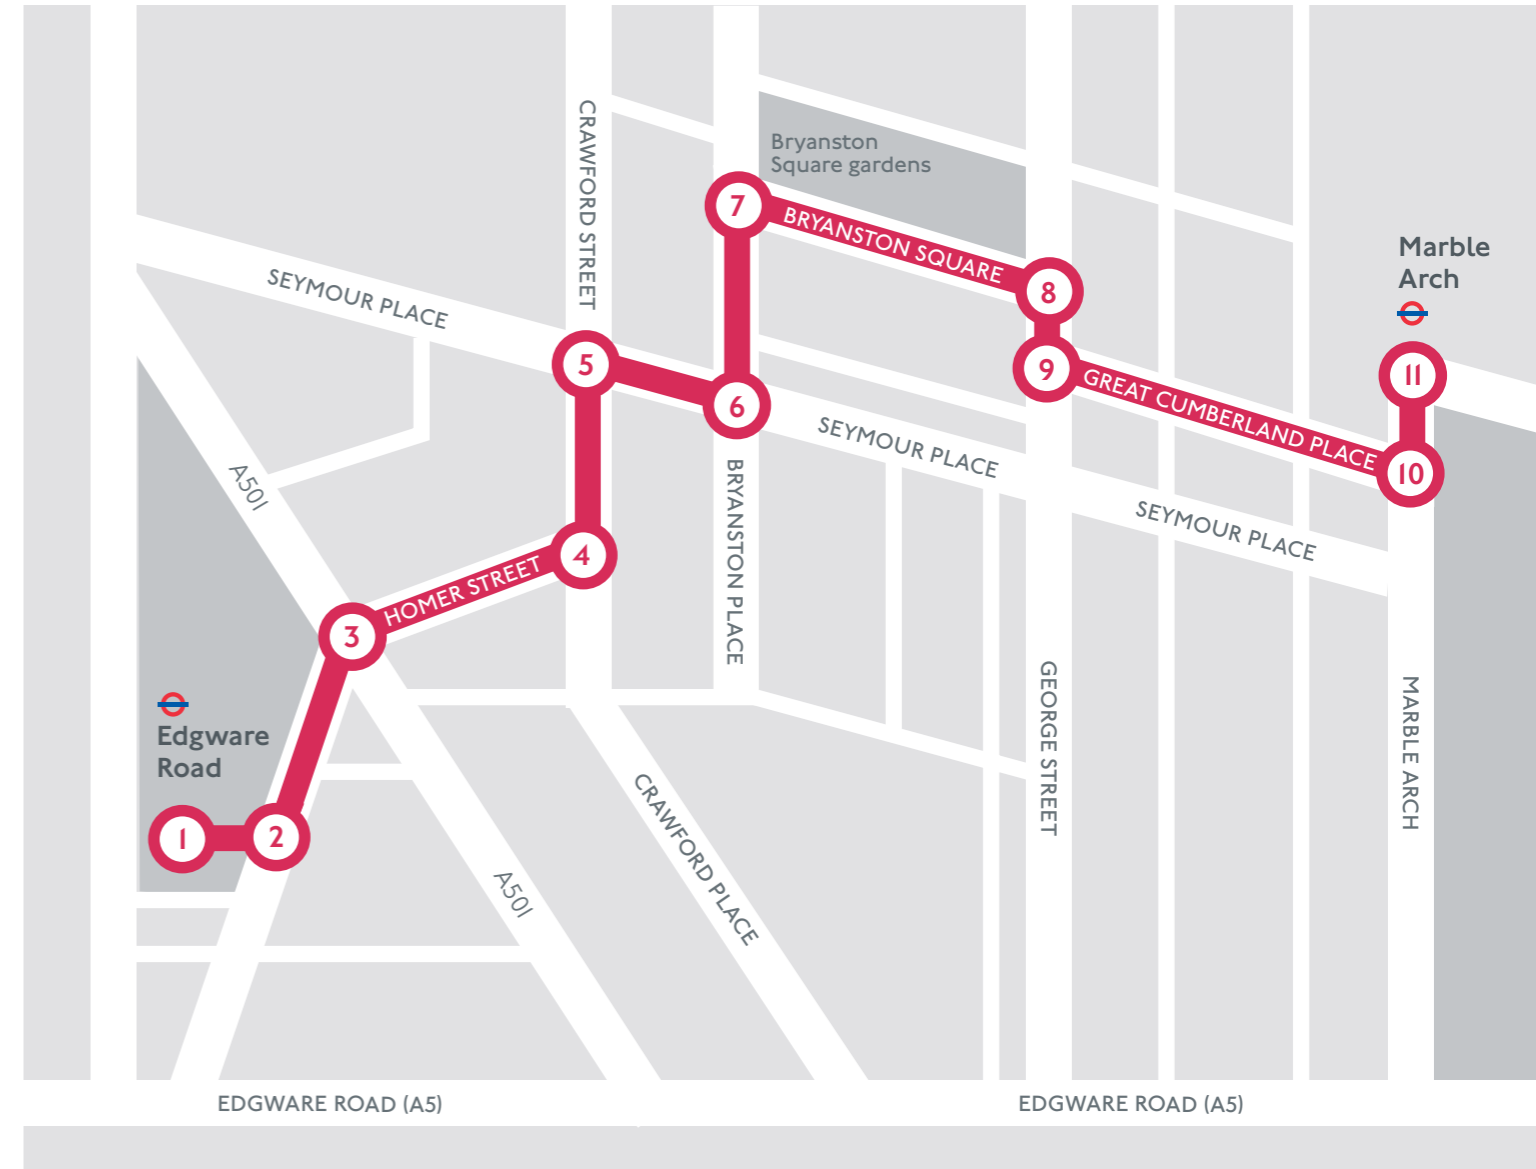 CRAWFORD STREET
Bryanston
Square gardens
7
BRYANSTON SQUARE
8
Marble
Arch
SEYMOUR PLACE
5
6
9
GREAT CUMBERLAND PLACE
11
10
SEYMOUR PLACE
SEYMOUR PLACE
A501
BRYANSTON PLACE
4
HOMER STREET
3
GEORGE STREET
MARBLE ARCH
Edgware
Road
1
2
CRAWFORD PLACE
A501
EDGWARE ROAD (A5)
EDGWARE ROAD (A5)